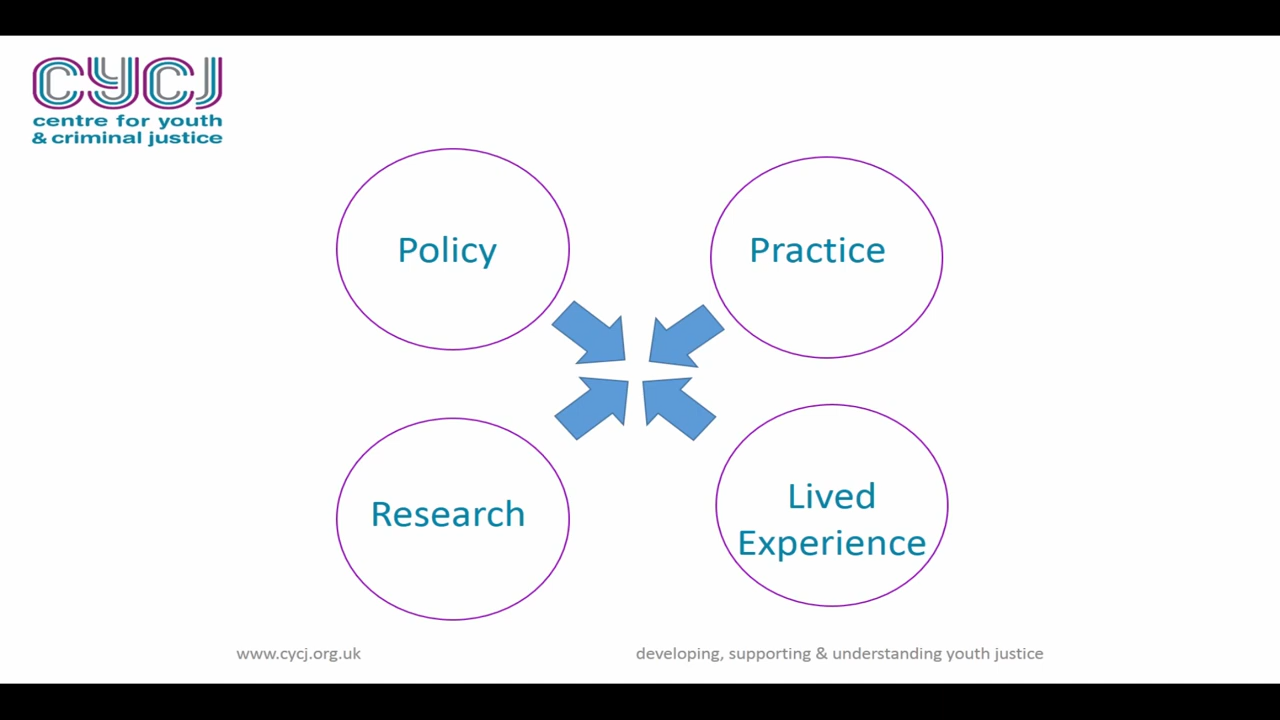 CYCJ
centre for youth
& criminal justice
Policy
Practice
Research
Lived
Experience
www.cycj.org.uk
developing, supporting & understanding youth justice